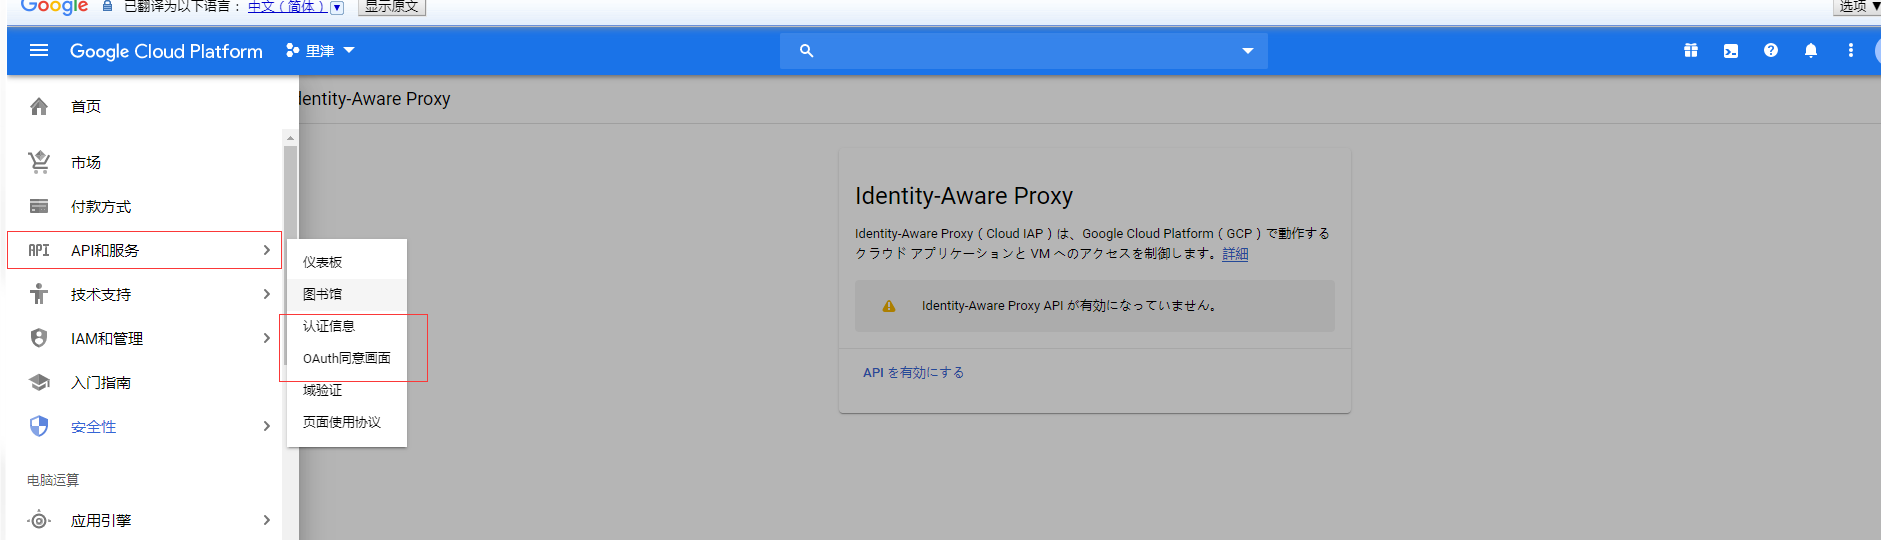 Google 已翻译为以下语言： 中文（简体） 显示原文 选项
Google Cloud Platform 里津
Identity-Aware Proxy
首页
市场
付款方式
API API和服务
技术支持
IAM和管理
入门指南
安全性
电脑运算
应用引擎
仪表板
图书馆
认证信息
OAuth同意画面
域验证
页面使用协议
Identity-Aware Proxy
Identity-Aware Proxy（Cloud IAP）は、Google Cloud Platform（GCP）で動作する
クラウド アプリケーションと VM へのアクセスを制御します。詳細
Identity-Aware Proxy API が有効になっていません。
API を有効にする